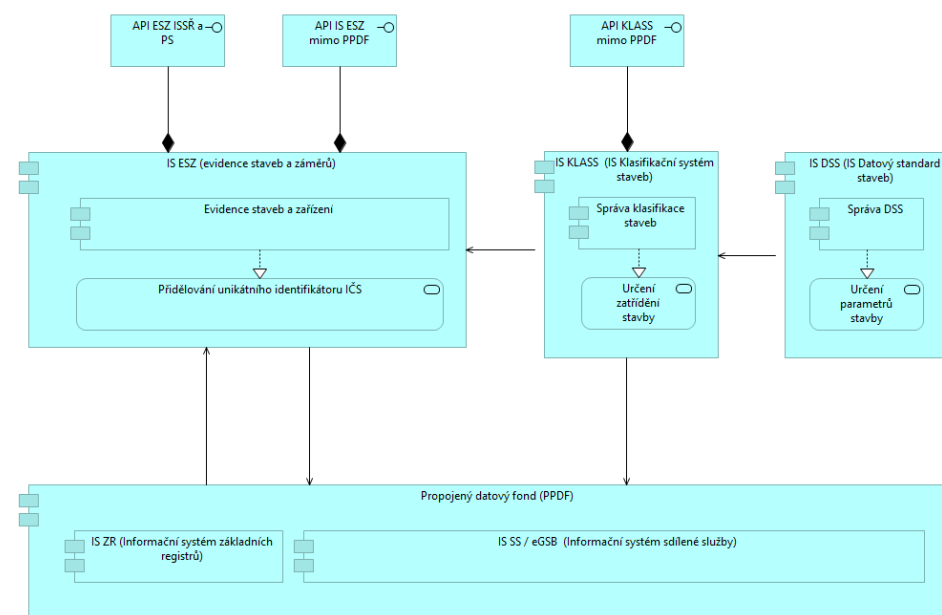 API ESZ ISSŘ a
PS
API IS ESZ
mimo PPDF
API KLASS
mimo PPDF
IS ESZ (evidence staveb a záměrů)
Evidence staveb a zařízení
Přidělování unikátního identifikátoru IČS
IS KLASS (IS Klasifikační systém
staveb)
Správa klasifikace
staveb
Určení
zatřídění
stavby
IS DSS (IS Datový standard
staveb)
Správa DSS
Určení
parametrů
stavby
Propojený datový fond (PPDF)
IS ZR (Informační systém základních
registrů)
IS SS / eGSB (Informační systém sdílené služby)